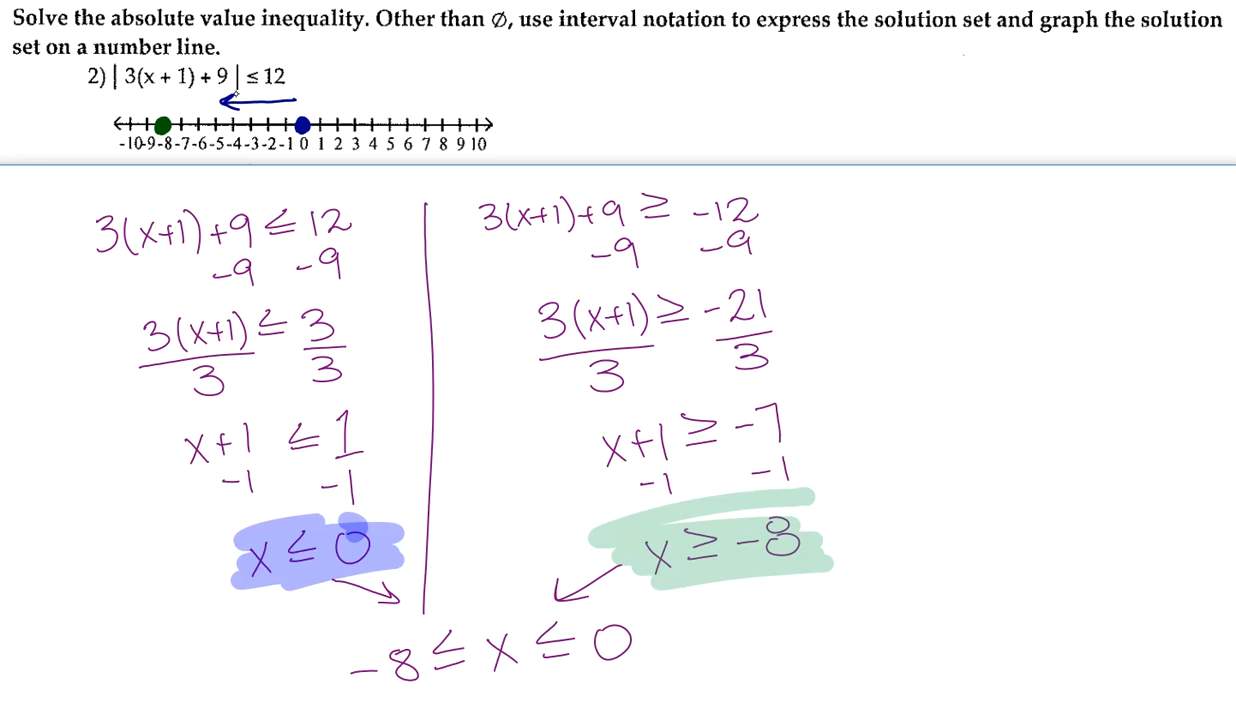 Solve the absolute value inequality. Other than Ø, use interval notation to express the solution set and graph the solution
set on a number line.
2) | 3(x + 1) + 9 | ≤ 12
-10-9-8-7-6-5-4-3-2-1 0 1 2 3 4 5 6 7 8 9 10
3(x+1)+9 ≤ 12
-9 -9
3(x+1) ≤ 3
3 3
x+1 ≤ 1
-1 -1
x ≤ 0
3(x+1)+9 ≥ -12
-9 -9
3(x+1) ≥ -21
3 3
x+1 ≥ -7
-1 -1
x ≥ -8
-8 ≤ x ≤ 0